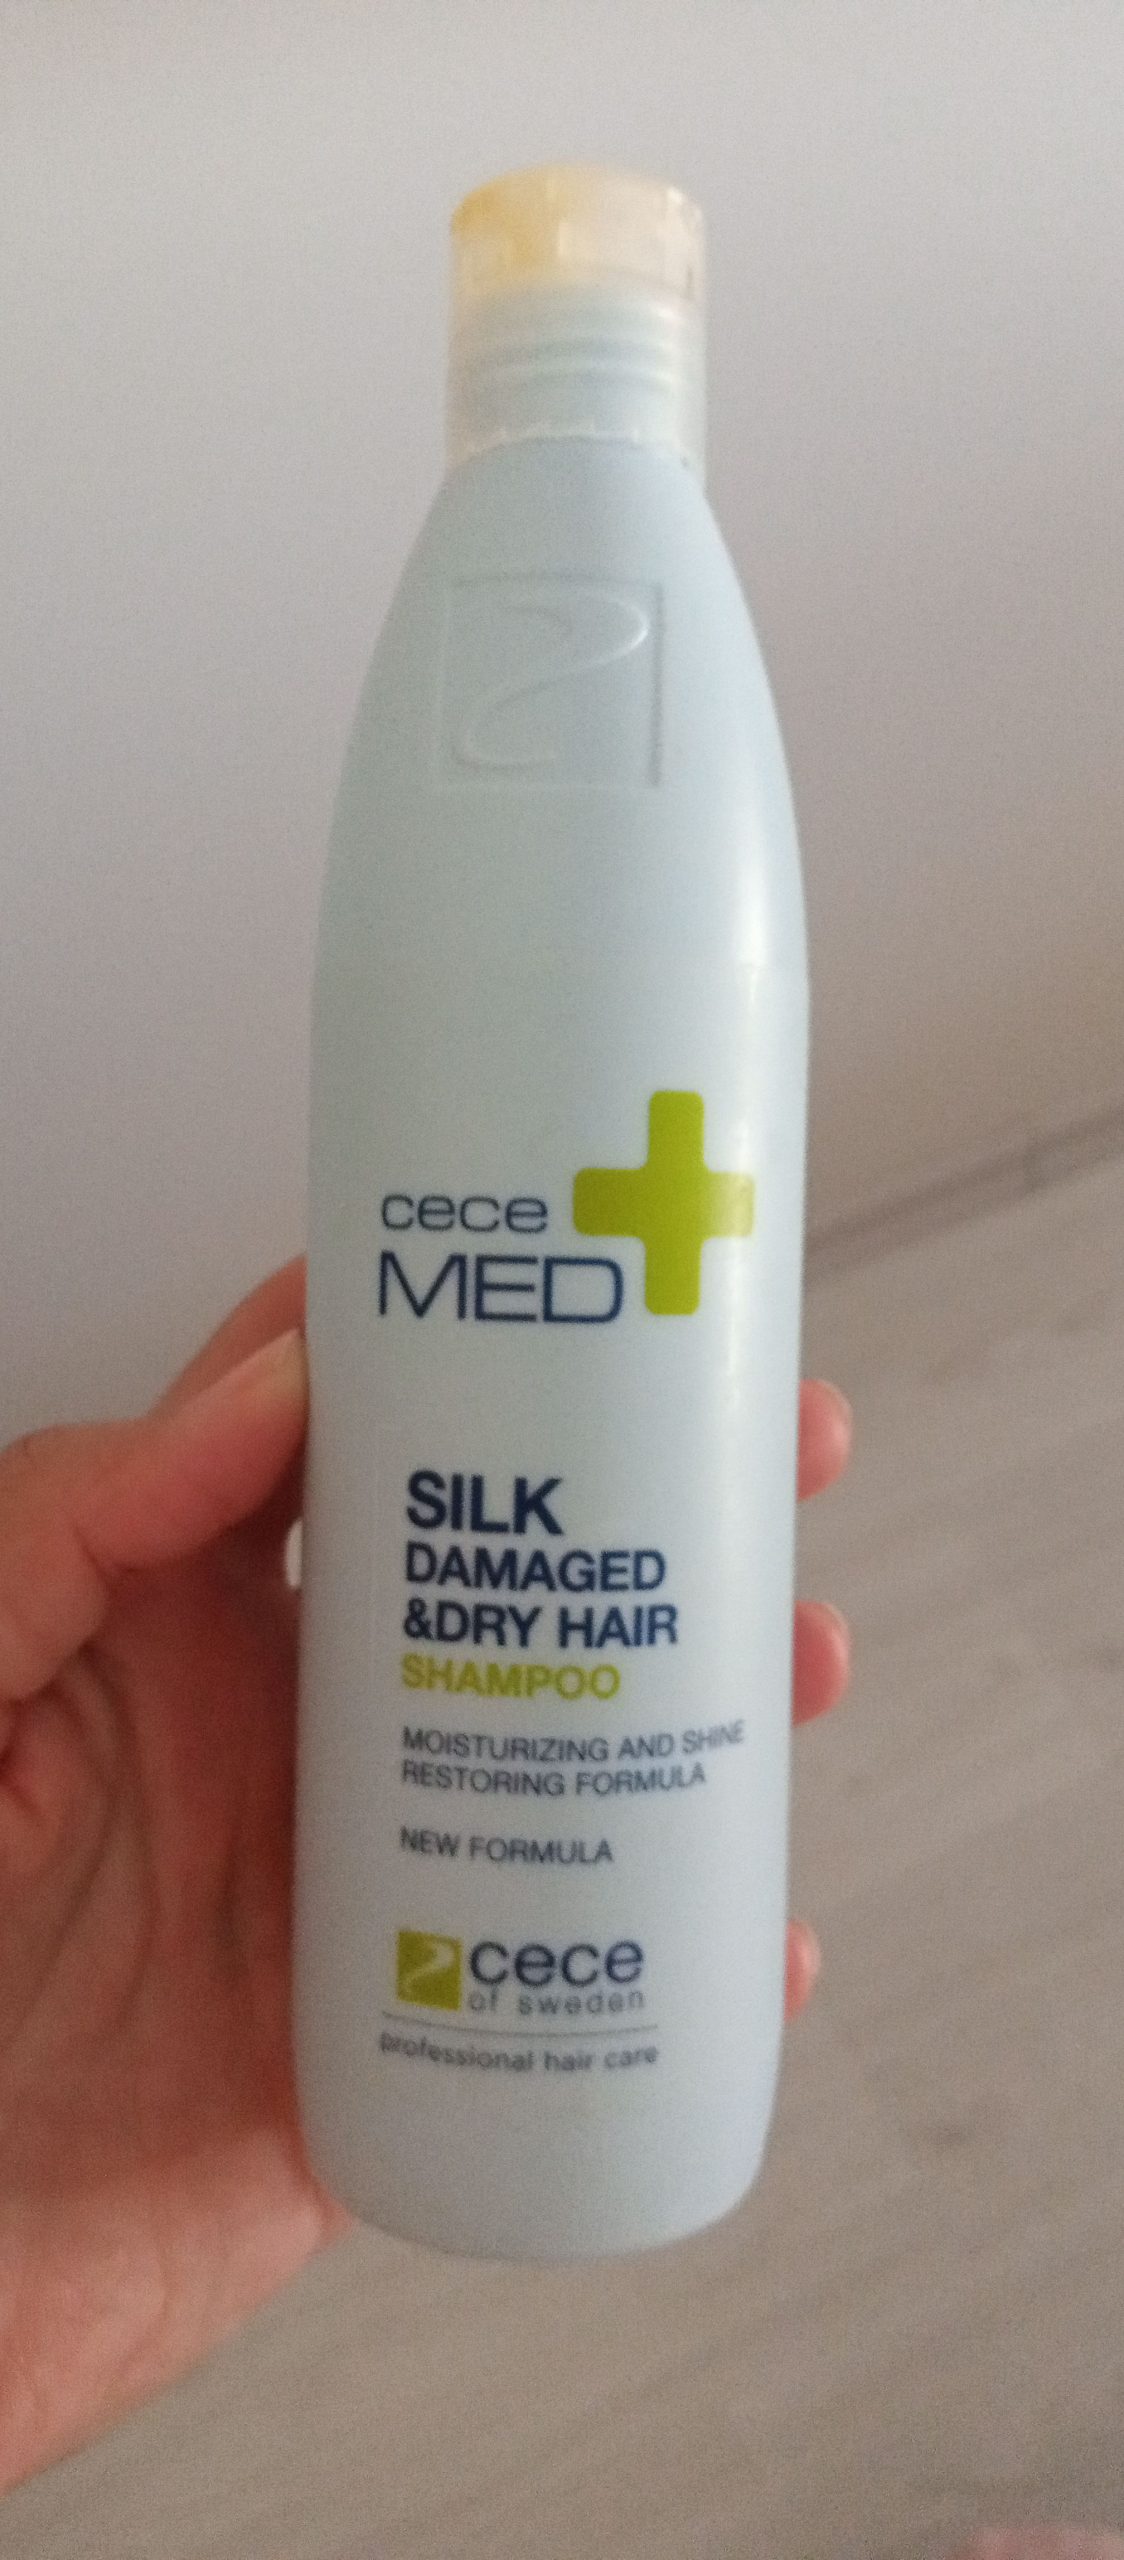 cece
MED
SILK
DAMAGED
&DRY HAIR
SHAMPOO
MOISTURIZING AND SHINE
RESTORING FORMULA
NEW FORMULA
cece
of sweden
professional hair care